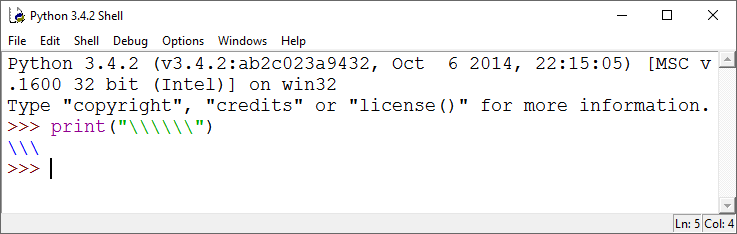 Python 3.4.2 Shell
File Edit Shell Debug Options Windows Help
Python 3.4.2 (v3.4.2:ab2c023a9432, Oct  6 2014, 22:15:05) [MSC v
.1600 32 bit (Intel)] on win32
Type "copyright", "credits" or "license()" for more information.
>>> print("\\\\\\")
\\\
>>>
Ln: 5 Col: 4